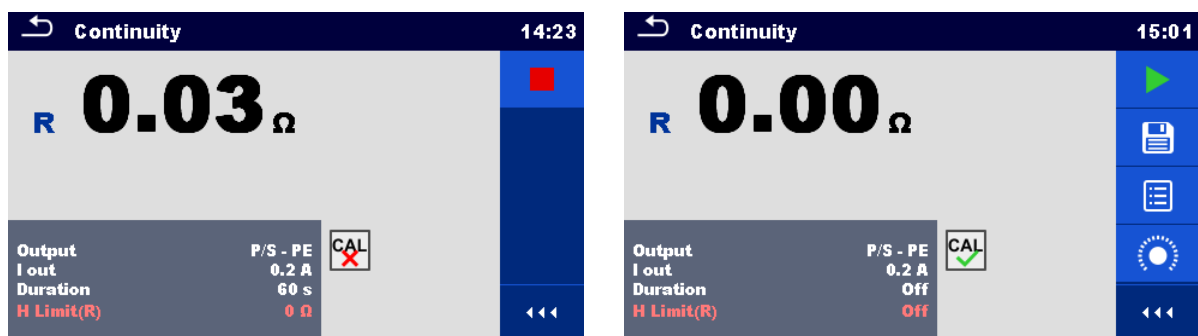 Continuity 14:23
R 0.03 Ω
Output P/S - PE
I out 0.2 A
Duration 60 s
H Limit(R) 0 Ω
CAL
Continuity 15:01
R 0.00 Ω
Output P/S - PE
I out 0.2 A
Duration Off
H Limit(R) Off
CAL